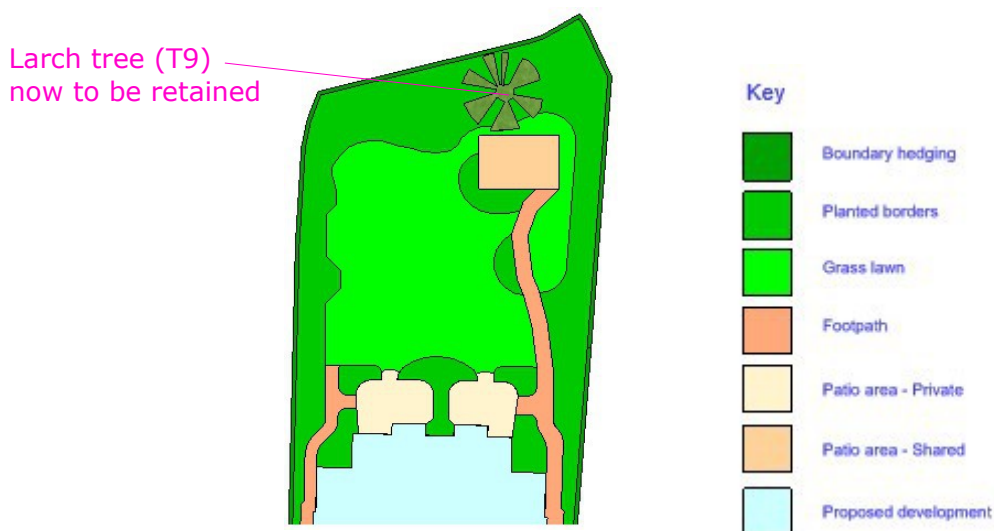 Larch tree (T9)
now to be retained
Key
Boundary hedging
Planted borders
Grass lawn
Footpath
Patio area - Private
Patio area - Shared
Proposed development